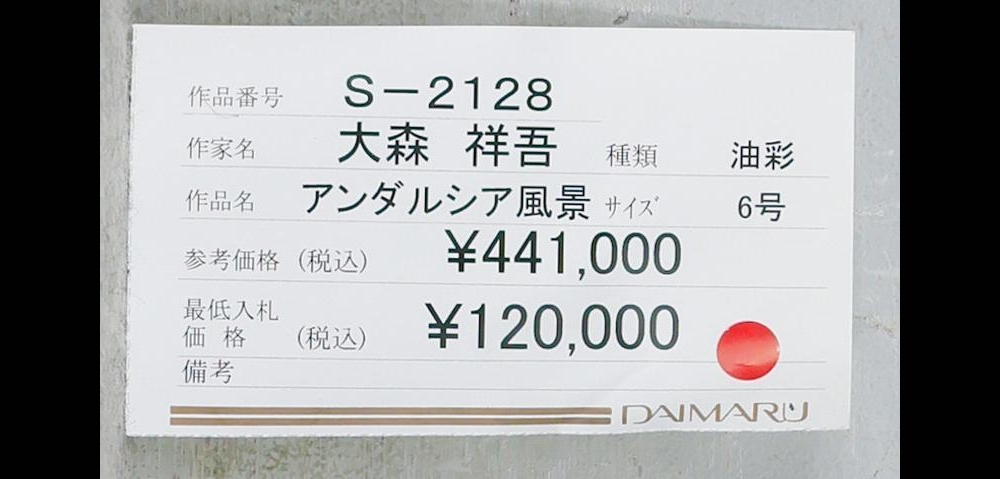 作品番号 S－2128
作家名 大森 祥吾 種類 油彩
作品名 アンダルシア風景 ｻｲｽﾞ 6号
参考価格 (税込) ¥441,000
最低入札
価格 (税込) ¥120,000
備考
DAIMARU